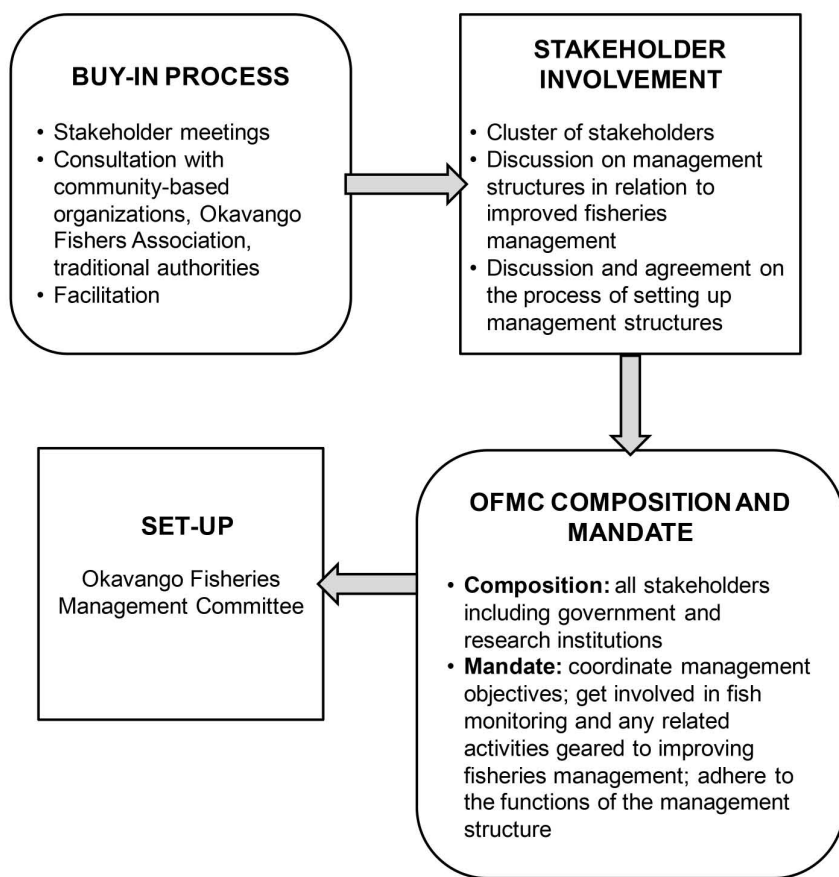 BUY-IN PROCESS
• Stakeholder meetings
• Consultation with
community-based
organizations, Okavango
Fishers Association,
traditional authorities
• Facilitation
STAKEHOLDER
INVOLVEMENT
• Cluster of stakeholders
• Discussion on management
structures in relation to
improved fisheries
management
• Discussion and agreement on
the process of setting up
management structures
OFMC COMPOSITION AND
MANDATE
• Composition: all stakeholders
including government and
research institutions
• Mandate: coordinate management
objectives; get involved in fish
monitoring and any related
activities geared to improving
fisheries management; adhere to
the functions of the management
structure
SET-UP
Okavango Fisheries
Management Committee